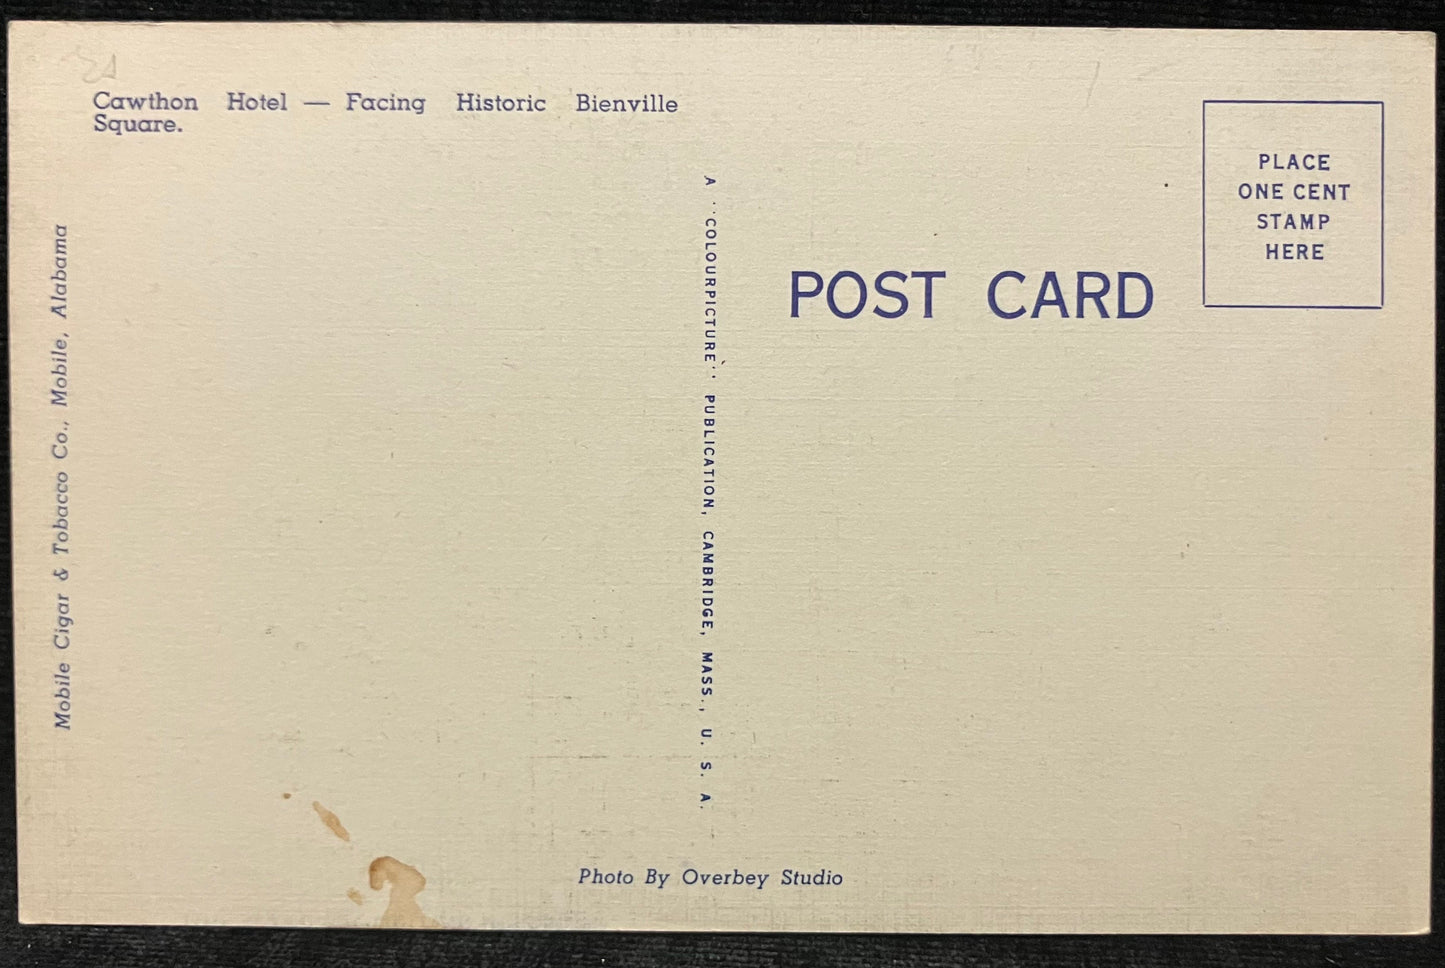 Cawthon Hotel — Facing Historic Bienville
Square.
Mobile Cigar & Tobacco Co., Mobile, Alabama
A "COLOURPICTURE" PUBLICATION, CAMBRIDGE, MASS., U. S. A.
POST CARD
PLACE
ONE CENT
STAMP
HERE
Photo By Overbey Studio